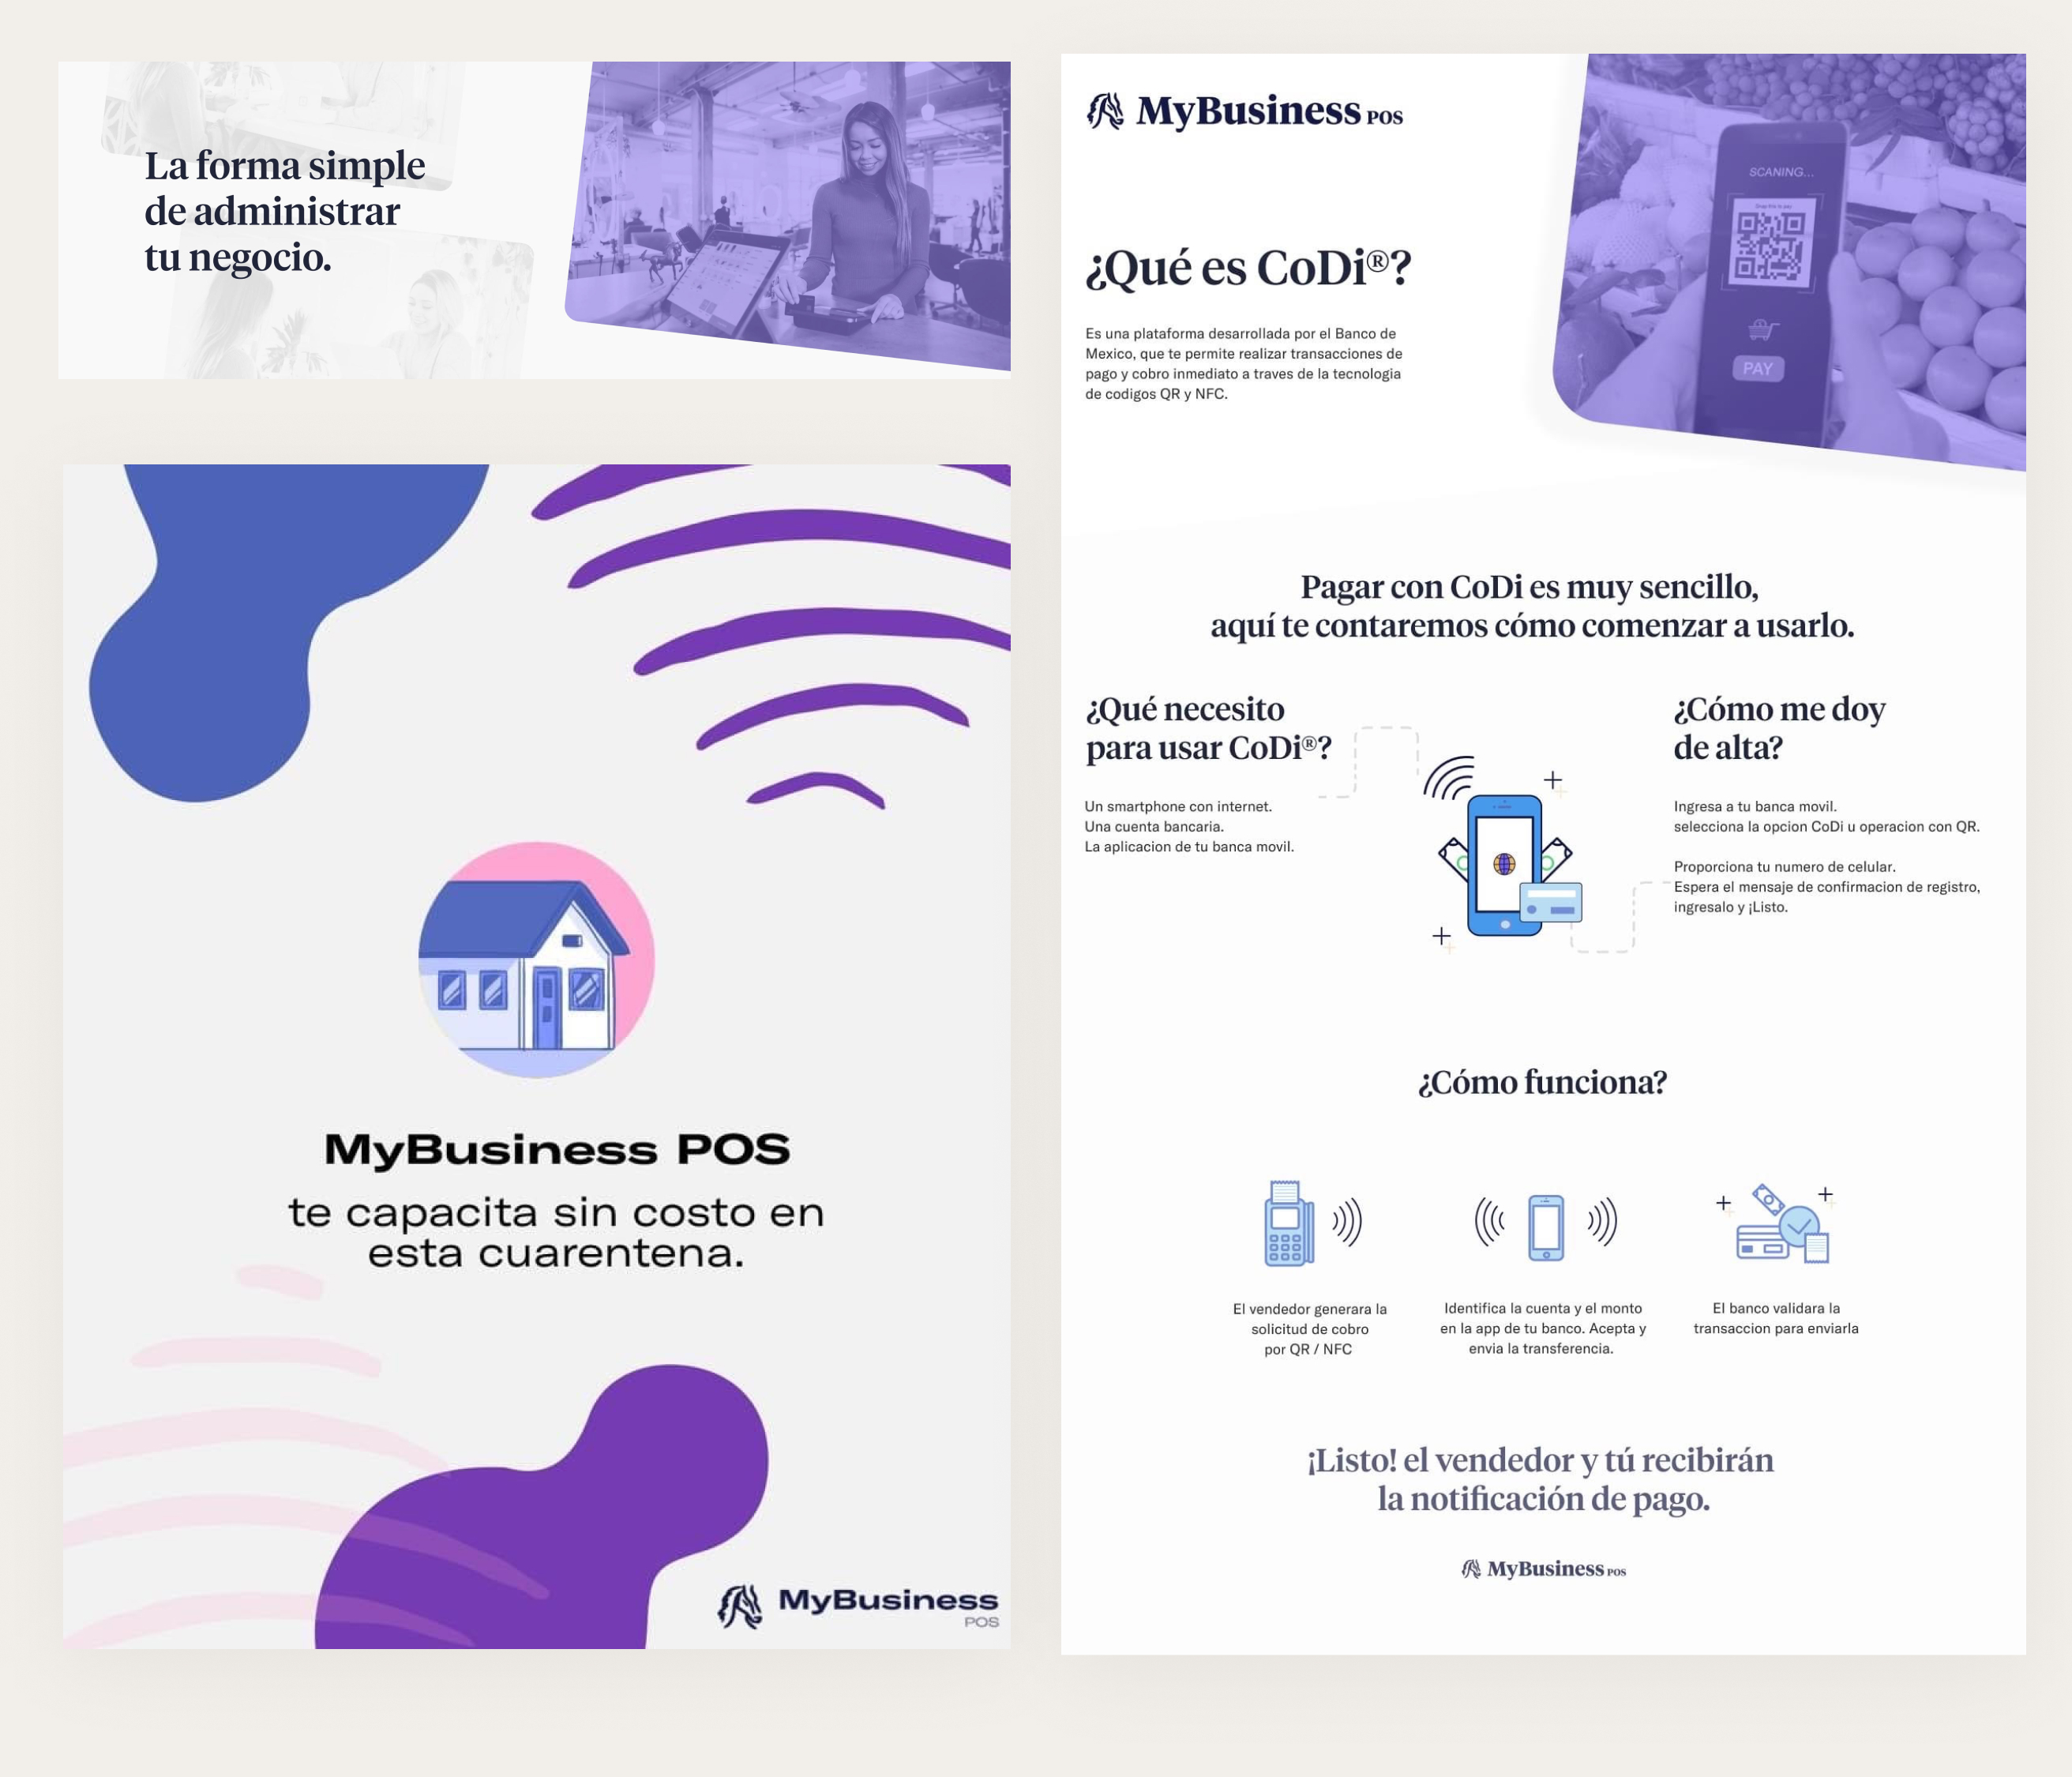 La forma simple
de administrar
tu negocio.
MyBusiness POS
te capacita sin costo en
esta cuarentena.
MyBusiness
POS
MyBusiness POS
¿Qué es CoDi®?
Es una plataforma desarrollada por el Banco de
Mexico, que te permite realizar transacciones de
pago y cobro inmediato a traves de la tecnologia
de codigos QR y NFC.
SCANING...
PAY
Pagar con CoDi es muy sencillo,
aquí te contaremos cómo comenzar a usarlo.
¿Qué necesito
para usar CoDi®?
Un smartphone con internet.
Una cuenta bancaria.
La aplicacion de tu banca movil.
¿Cómo me doy
de alta?
Ingresa a tu banca movil.
selecciona la opcion CoDi u operacion con QR.
Proporciona tu numero de celular.
Espera el mensaje de confirmacion de registro,
ingresalo y ¡Listo.
¿Cómo funciona?
El vendedor generara la
solicitud de cobro
por QR / NFC
Identifica la cuenta y el monto
en la app de tu banco. Acepta y
envia la transferencia.
El banco validara la
transaccion para enviarla
¡Listo! el vendedor y tú recibirán
la notificación de pago.
MyBusiness POS